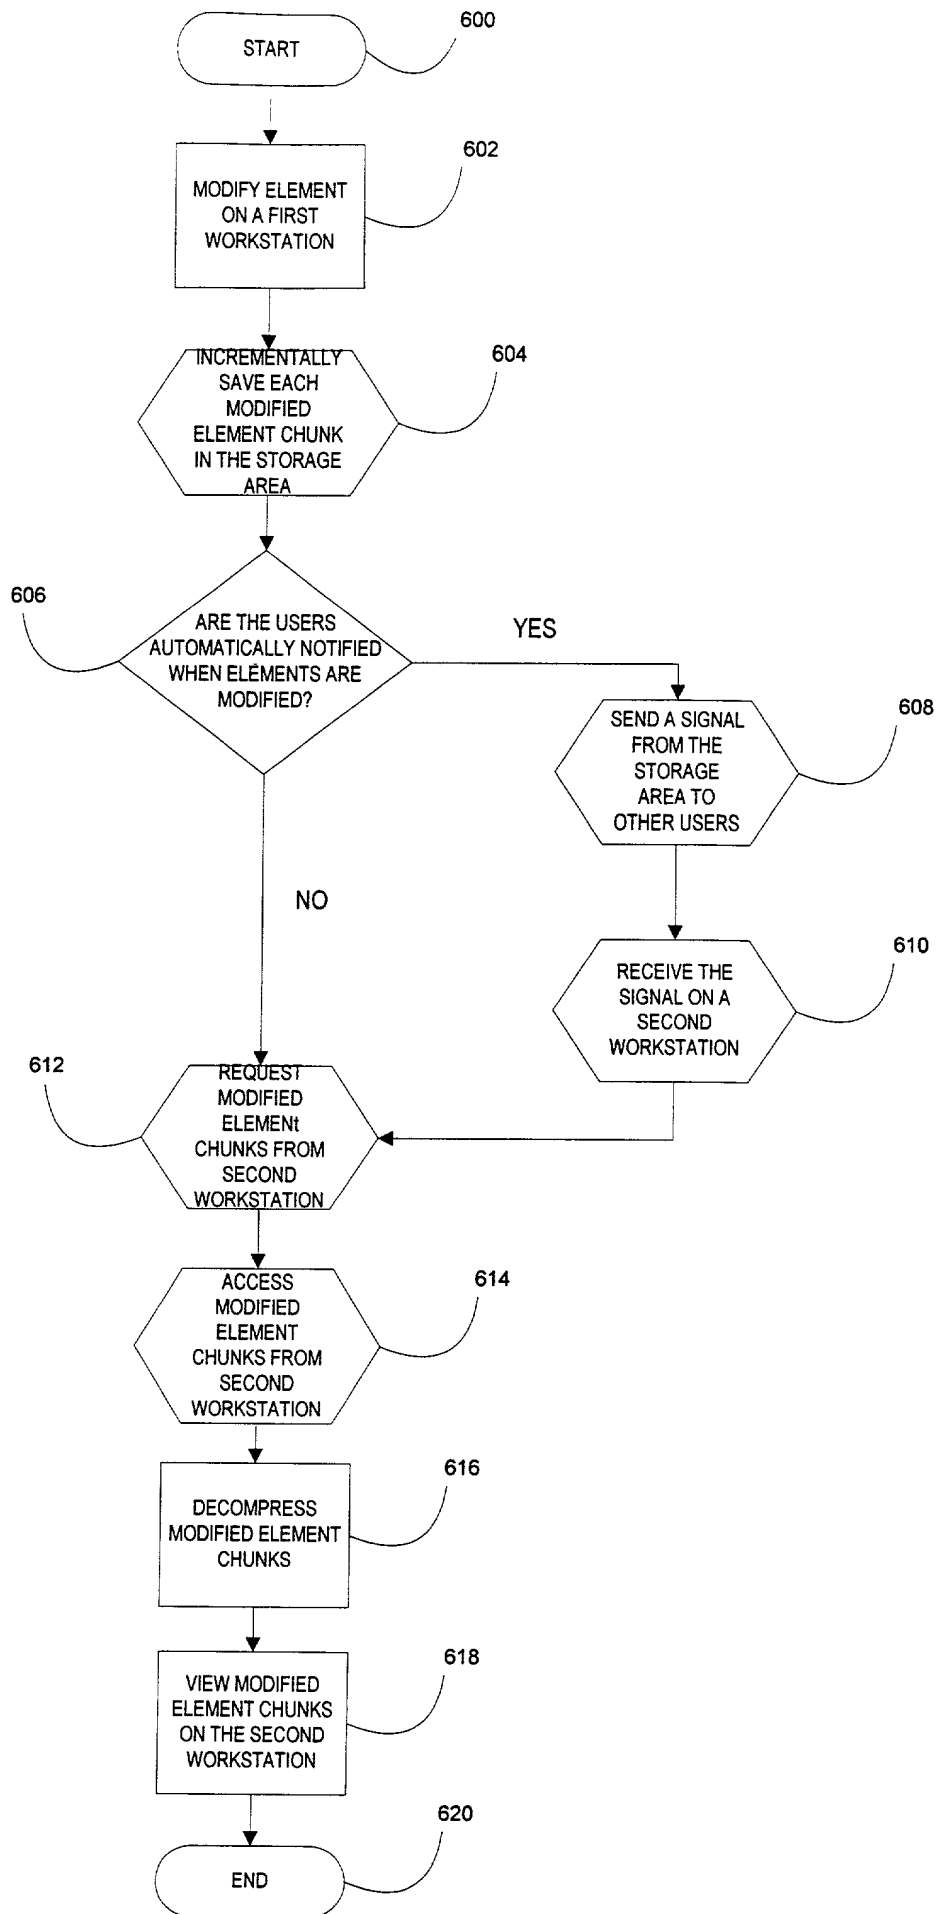 START
600
602
MODIFY ELEMENT
ON A FIRST
WORKSTATION
604
INCREMENTALLY
SAVE EACH
MODIFIED
ELEMENT CHUNK
IN THE STORAGE
AREA
606
ARE THE USERS
AUTOMATICALLY NOTIFIED
WHEN ELEMENTS ARE
MODIFIED?
YES
608
SEND A SIGNAL
FROM THE
STORAGE
AREA TO
OTHER USERS
NO
610
RECEIVE THE
SIGNAL ON A
SECOND
WORKSTATION
612
REQUEST
MODIFIED
ELEMENt
CHUNKS FROM
SECOND
WORKSTATION
614
ACCESS
MODIFIED
ELEMENT
CHUNKS FROM
SECOND
WORKSTATION
616
DECOMPRESS
MODIFIED ELEMENT
CHUNKS
618
VIEW MODIFIED
ELEMENT CHUNKS
ON THE SECOND
WORKSTATION
620
END